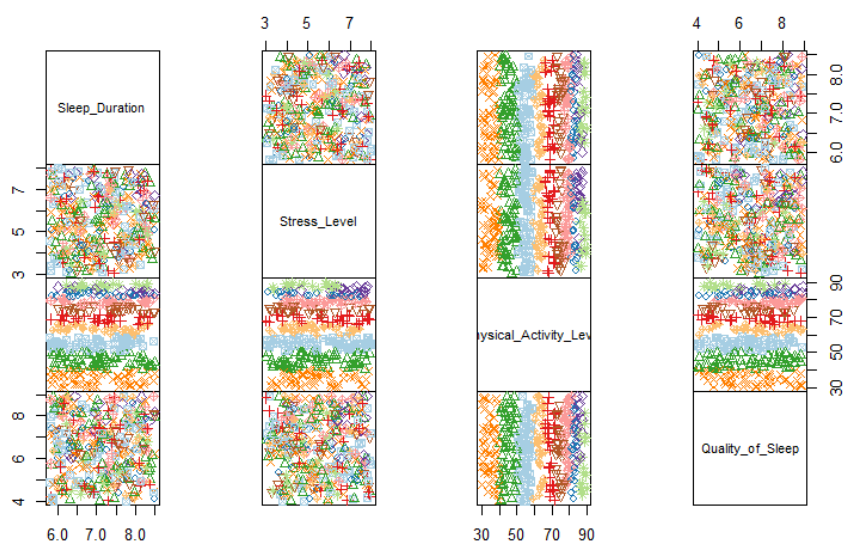 3 5 7
4 6 8
Sleep_Duration
6.0 7.0 8.0
3 5 7
Stress_Level
30 50 70 90
ysical_Activity_Lev
4 6 8
Quality_of_Sleep
6.0 7.0 8.0
30 50 70 90